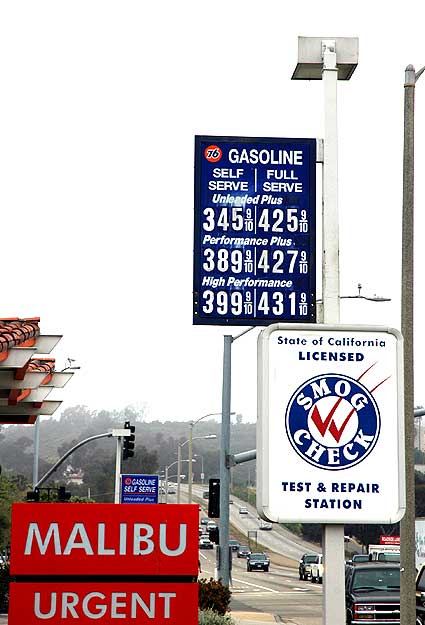 76 GASOLINE
SELF FULL
SERVE SERVE
Unleaded Plus
345 9/10 425 9/10
Performance Plus
389 9/10 427 9/10
High Performance
399 9/10 431 9/10
State of California
LICENSED
SMOG
CHECK
TEST & REPAIR
STATION
GASOLINE
SELF SERVE
Unleaded Plus
MALIBU
URGENT